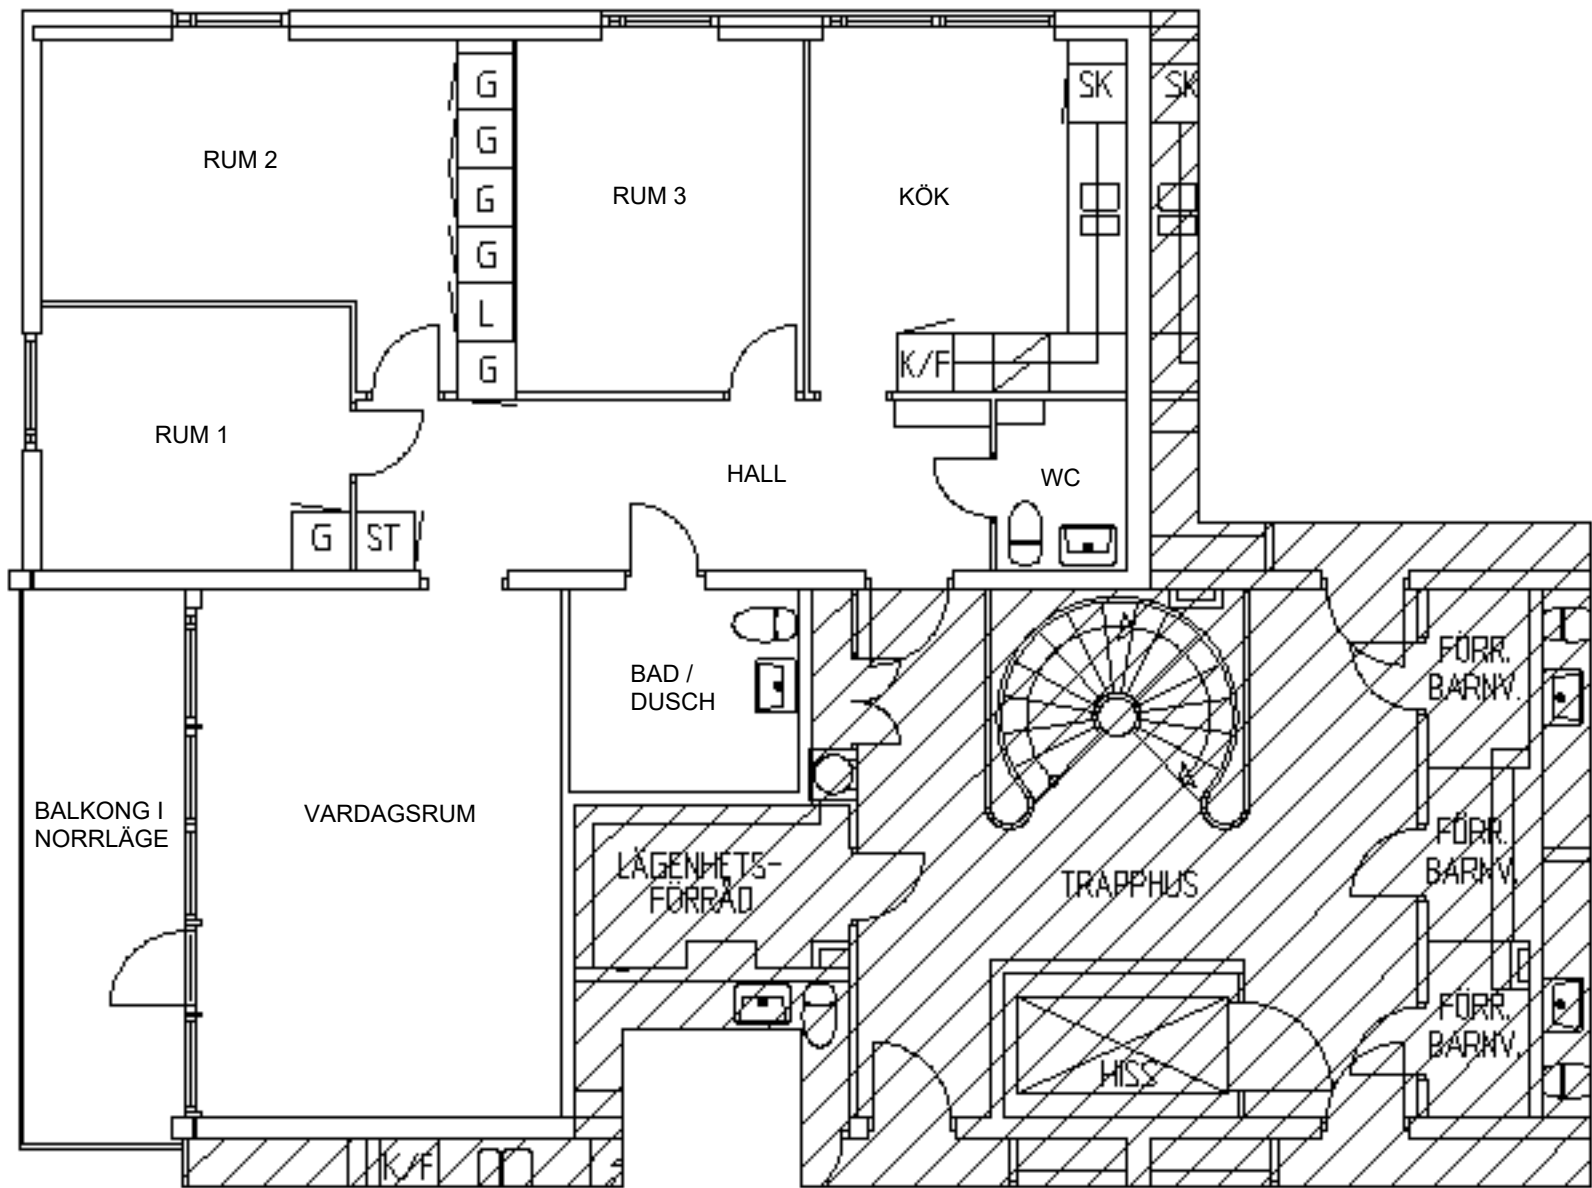 G
SK
SK
G
RUM 2
RUM 3
KÖK
G
G
L
K/F
G
RUM 1
HALL
WC
G
ST
FÖRR.
BARNV.
BAD /
DUSCH
BALKONG I
NORRLÄGE
VARDAGSRUM
FÖRR.
BARNV.
LÄGENHETS-
FÖRRÅD
TRAPPHUS
FÖRR.
BARNV.
HISS
K/F